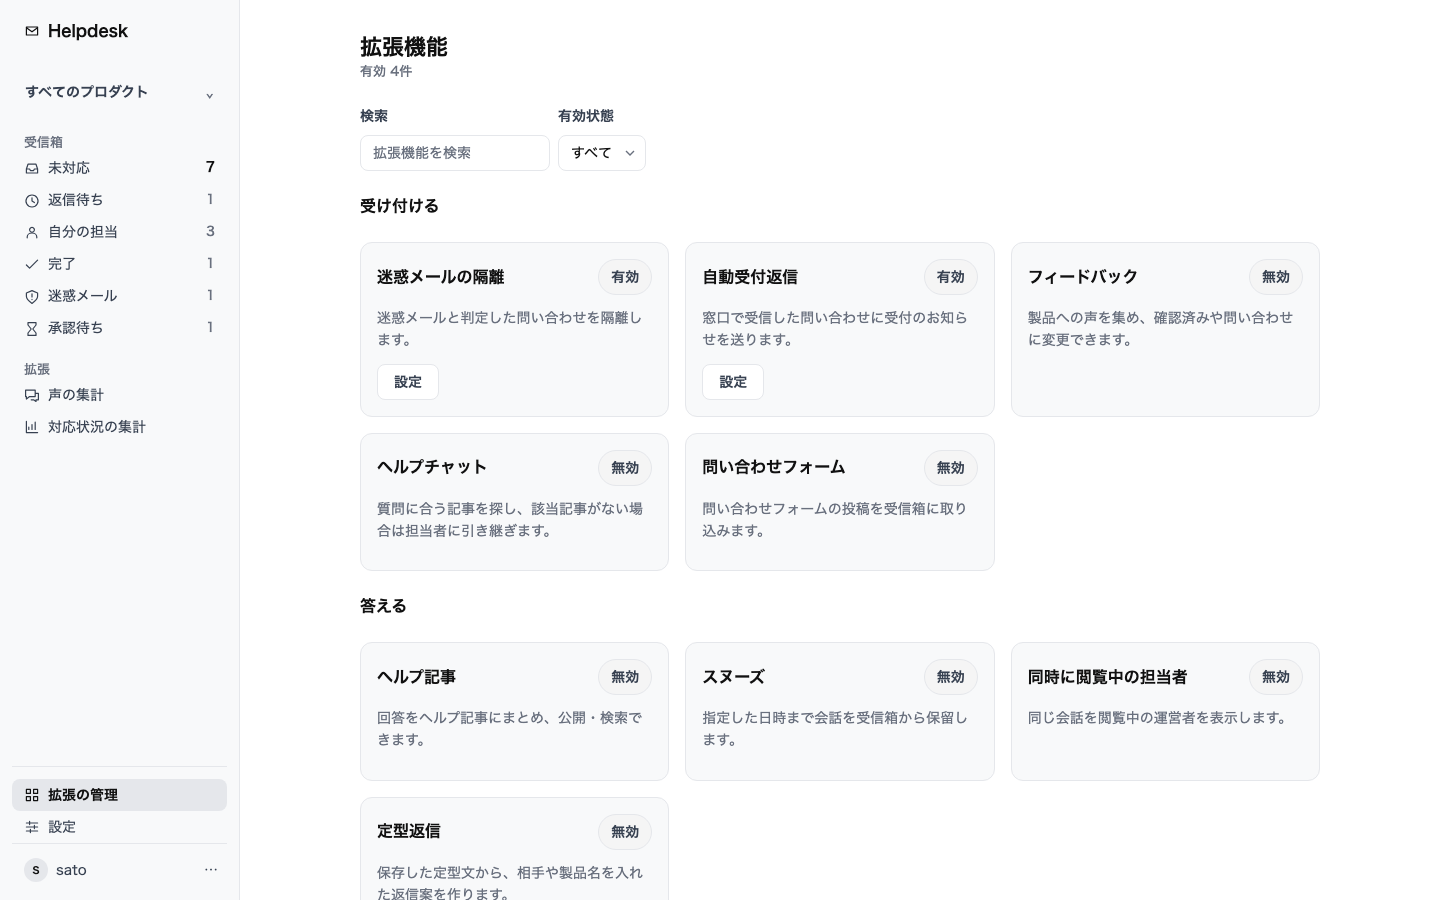 Helpdesk
すべてのプロダクト
受信箱
未対応 7
返信待ち 1
自分の担当 3
完了 1
迷惑メール 1
承認待ち 1
拡張
声の集計
対応状況の集計
拡張の管理
設定
S sato ...
拡張機能
有効 4件
検索 有効状態
拡張機能を検索 すべて
受け付ける
迷惑メールの隔離 有効
迷惑メールと判定した問い合わせを隔離し
ます。
設定
自動受付返信 有効
窓口で受信した問い合わせに受付のお知ら
せを送ります。
設定
フィードバック 無効
製品への声を集め、確認済みや問い合わせ
に変更できます。
ヘルプチャット 無効
質問に合う記事を探し、該当記事がない場
合は担当者に引き継ぎます。
問い合わせフォーム 無効
問い合わせフォームの投稿を受信箱に取り
込みます。
答える
ヘルプ記事 無効
回答をヘルプ記事にまとめ、公開・検索で
きます。
スヌーズ 無効
指定した日時まで会話を受信箱から保留し
ます。
同時に閲覧中の担当者 無効
同じ会話を閲覧中の運営者を表示します。
定型返信 無効
保存した定型文から、相手や製品名を入れ
た返信案を作ります。